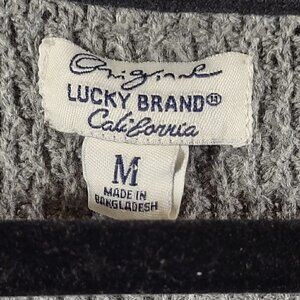 Original
LUCKY BRAND®
California
M
MADE IN
BANGLADESH